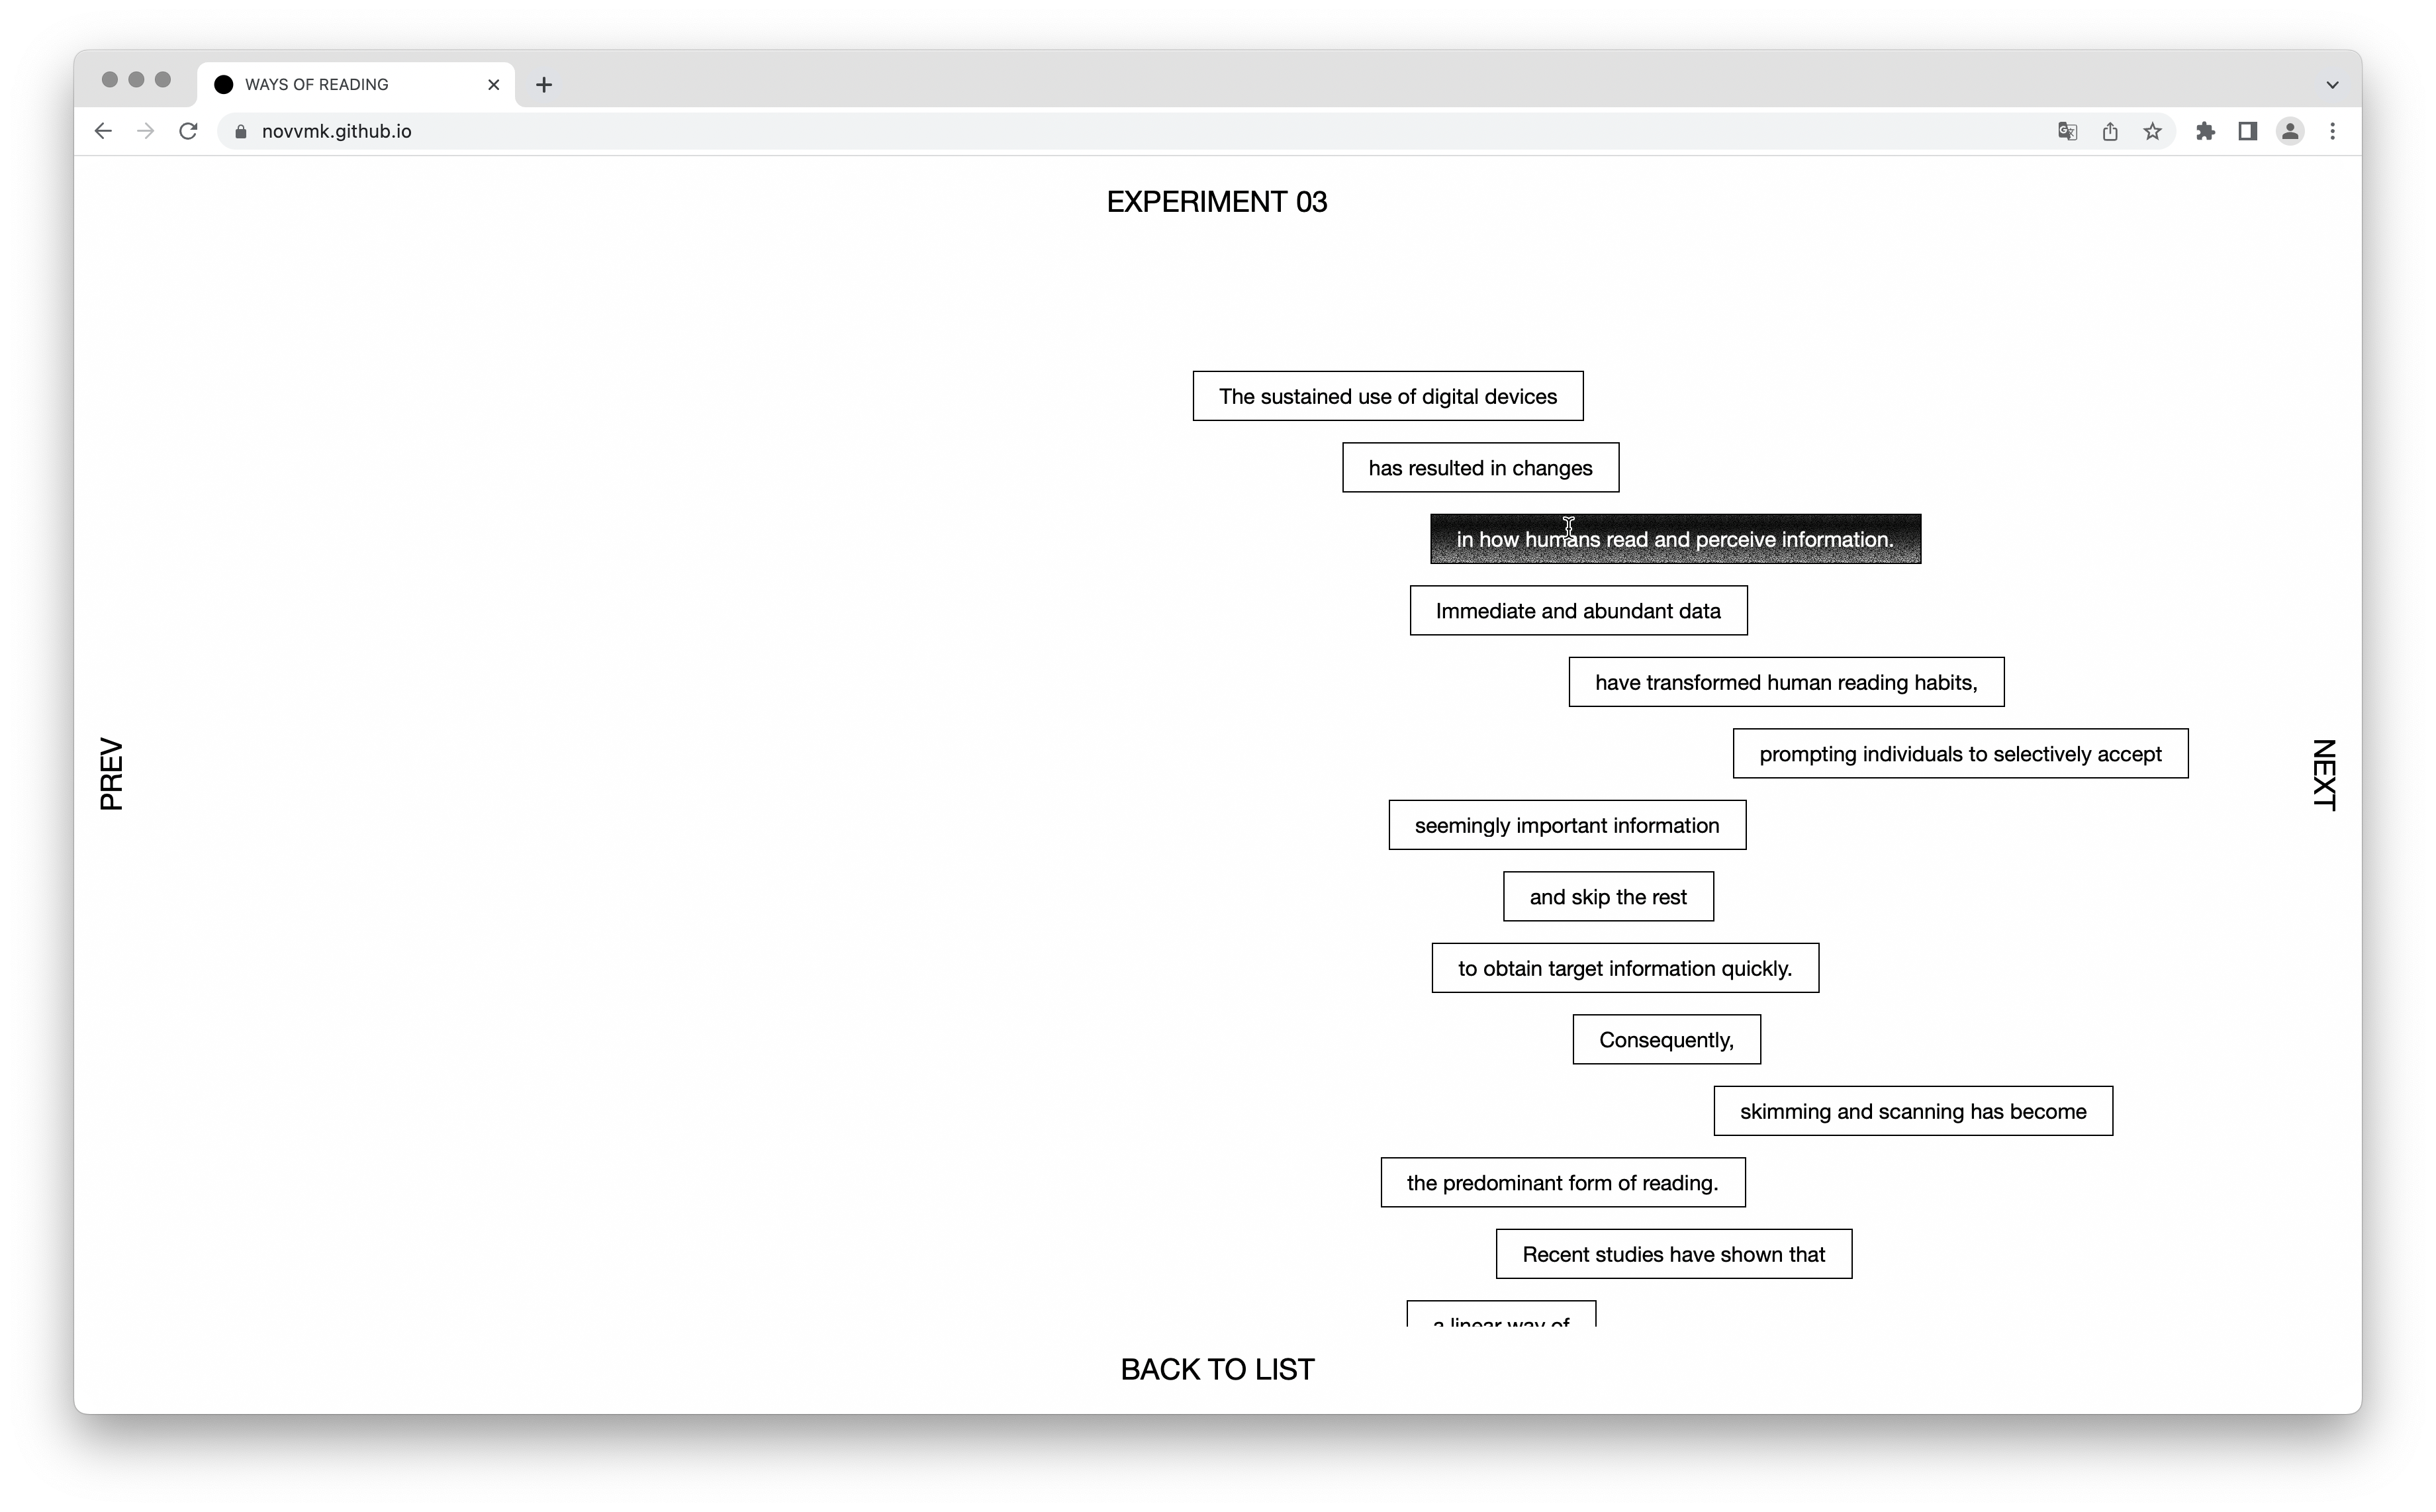 WAYS OF READING
novvmk.github.io
EXPERIMENT 03
The sustained use of digital devices
has resulted in changes
in how humans read and perceive information.
Immediate and abundant data
have transformed human reading habits,
prompting individuals to selectively accept
PREV
NEXT
seemingly important information
and skip the rest
to obtain target information quickly.
Consequently,
skimming and scanning has become
the predominant form of reading.
Recent studies have shown that
a linear way of
BACK TO LIST